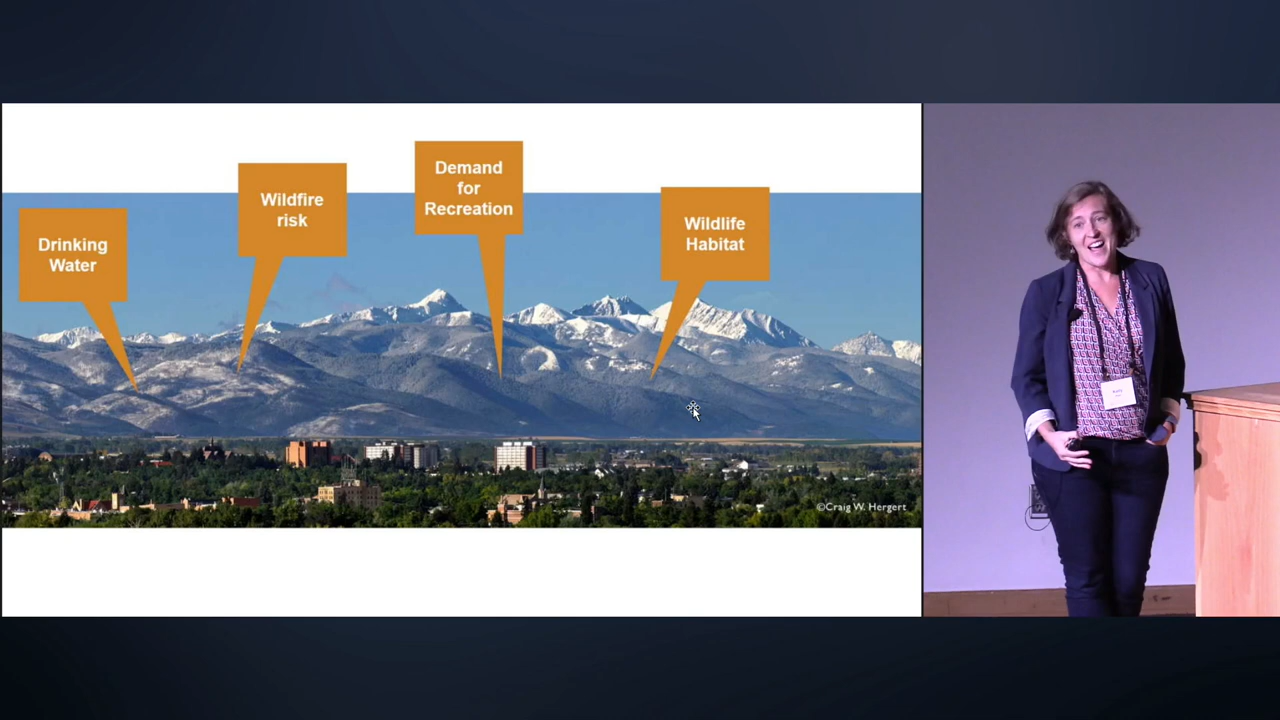 Drinking
Water
Wildfire
risk
Demand
for
Recreation
Wildlife
Habitat
©Craig W. Hergert